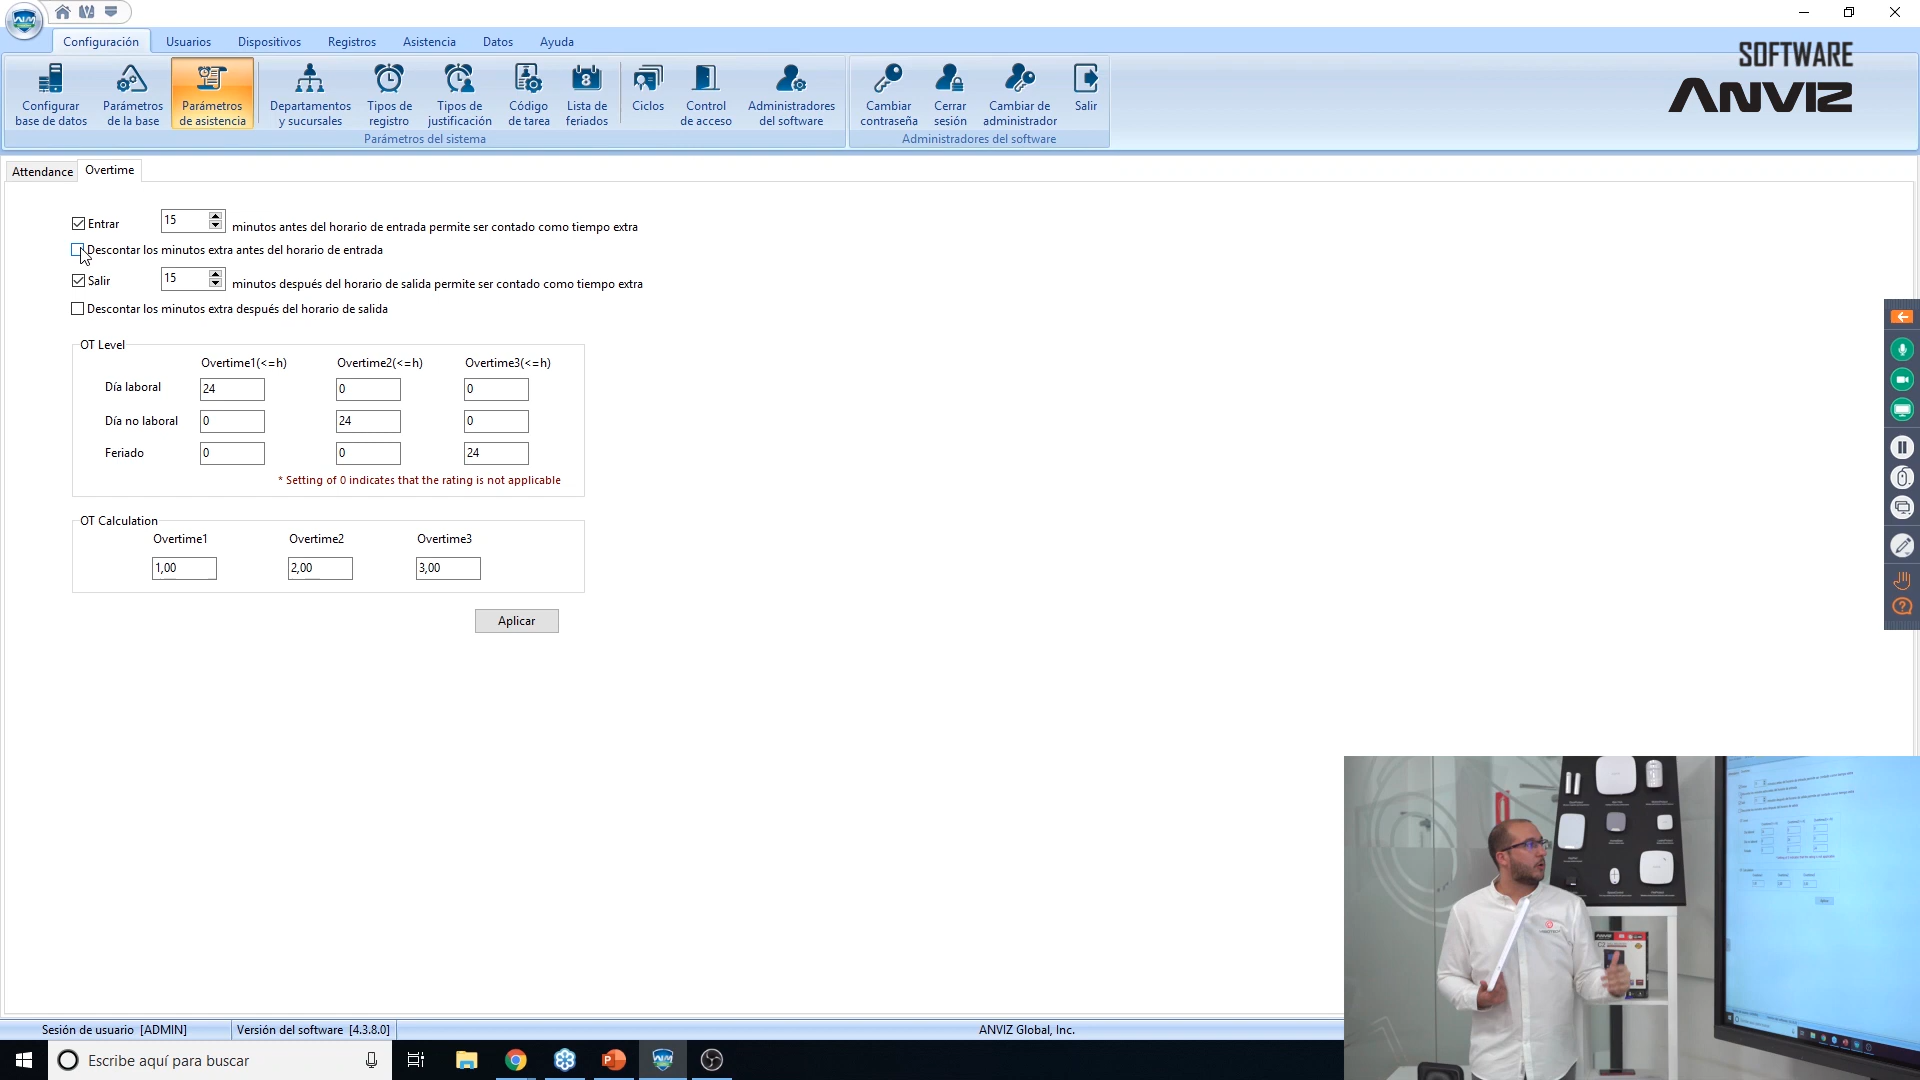 Configuración Usuarios Dispositivos Registros Asistencia Datos Ayuda
SOFTWARE
ANVIZ
Configurar base de datos
Parámetros de la base
Parámetros de asistencia
Departamentos y sucursales
Tipos de registro
Tipos de justificación
Código de tarea
8
Lista de feriados
Ciclos
Control de acceso
Administradores del software
Cambiar contraseña
Cerrar sesión
Cambiar de administrador
Salir
Parámetros del sistema
Administradores del software
Attendance Overtime
Entrar 15 minutos antes del horario de entrada permite ser contado como tiempo extra
Descontar los minutos extra antes del horario de entrada
Salir 15 minutos después del horario de salida permite ser contado como tiempo extra
Descontar los minutos extra después del horario de salida
OT Level
Overtime1(<=h) Overtime2(<=h) Overtime3(<=h)
Día laboral 24 0 0
Día no laboral 0 24 0
Feriado 0 0 24
* Setting of 0 indicates that the rating is not applicable
OT Calculation
Overtime1 Overtime2 Overtime3
1,00 2,00 3,00
Aplicar
Sesión de usuario [ADMIN] Versión del software [4.3.8.0] ANVIZ Global, Inc.
Escribe aquí para buscar